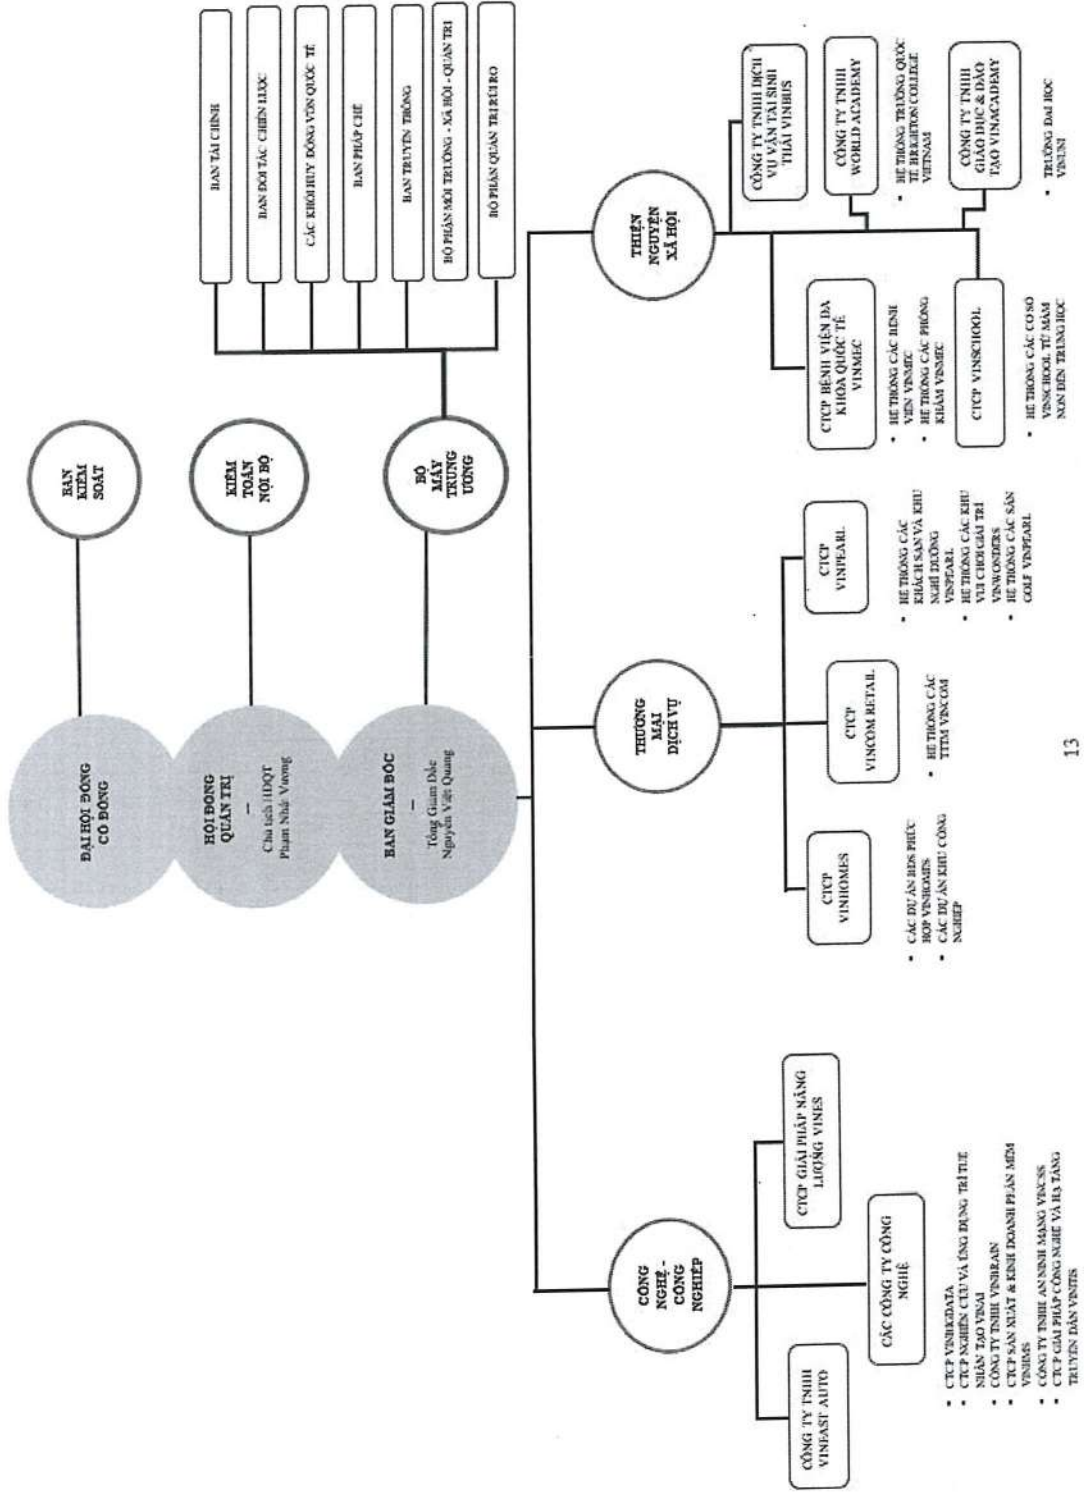 ĐẠI HỘI ĐỒNG
CỔ ĐÔNG
BAN
KIỂM
SOÁT
HỘI ĐỒNG
QUẢN TRỊ
–
Chủ tịch HĐQT
Phạm Nhật Vượng
KIỂM
TOÁN
NỘI BỘ
BAN GIÁM ĐỐC
–
Tổng Giám Đốc
Nguyễn Việt Quang
BỘ
MÁY
TRUNG
ƯƠNG
BAN TÀI CHÍNH
BAN ĐỐI TÁC CHIẾN LƯỢC
CÁC KHỐI HUY ĐỘNG VỐN QUỐC TẾ
BAN PHÁP CHẾ
BAN TRUYỀN THÔNG
BỘ PHẬN MÔI TRƯỜNG - XÃ HỘI - QUẢN TRỊ
BỘ PHẬN QUẢN TRỊ RỦI RO
CÔNG
NGHỆ -
CÔNG
NGHIỆP
CÔNG TY TNHH
VINFAST AUTO
CTCP GIẢI PHÁP NĂNG
LƯỢNG VINES
CÁC CÔNG TY CÔNG
NGHỆ
• CTCP VINBIGDATA
• CTCP NGHIÊN CỨU VÀ ỨNG DỤNG TRÍ TUỆ
NHÂN TẠO VINAI
• CÔNG TY TNHH VINBRAIN
• CTCP SẢN XUẤT & KINH DOANH PHẦN MỀM
VINHMS
• CÔNG TY TNHH AN NINH MẠNG VINCSS
• CTCP GIẢI PHÁP CÔNG NGHỆ VÀ HẠ TẦNG
TRUYỀN DẪN VINITIS
THƯƠNG
MẠI
DỊCH VỤ
CTCP
VINHOMES
• CÁC DỰ ÁN BĐS PHỨC
HỢP VINHOMES
• CÁC DỰ ÁN KHU CÔNG
NGHIỆP
CTCP
VINCOM RETAIL
• HỆ THỐNG CÁC
TTTM VINCOM
CTCP
VINPEARL
• HỆ THỐNG CÁC
KHÁCH SẠN VÀ KHU
NGHỈ DƯỠNG
VINPEARL
• HỆ THỐNG CÁC KHU
VUI CHƠI GIẢI TRÍ
VINWONDERS
• HỆ THỐNG CÁC SÂN
GOLF VINPEARL
THIỆN
NGUYỆN
XÃ HỘI
CTCP BỆNH VIỆN ĐA
KHOA QUỐC TẾ
VINMEC
• HỆ THỐNG CÁC BỆNH
VIỆN VINMEC
• HỆ THỐNG CÁC PHÒNG
KHÁM VINMEC
CTCP VINSCHOOL
• HỆ THỐNG CÁC CƠ SỞ
VINSCHOOL TỪ MẦM
NON ĐẾN TRUNG HỌC
CÔNG TY TNHH DỊCH
VỤ VẬN TẢI SINH
THÁI VINBUS
CÔNG TY TNHH
WORLD ACADEMY
• HỆ THỐNG TRƯỜNG QUỐC
TẾ BRIGHTON COLLEGE
VIETNAM
CÔNG TY TNHH
GIÁO DỤC & ĐÀO
TẠO VINACADEMY
• TRƯỜNG ĐẠI HỌC
VINUNI
13